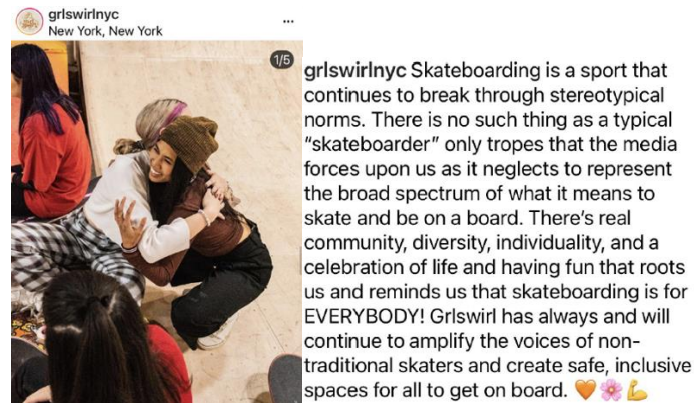 grlswirlnyc
New York, New York
...
1/5
grlswirlnyc Skateboarding is a sport that
continues to break through stereotypical
norms. There is no such thing as a typical
“skateboarder” only tropes that the media
forces upon us as it neglects to represent
the broad spectrum of what it means to
skate and be on a board. There’s real
community, diversity, individuality, and a
celebration of life and having fun that roots
us and reminds us that skateboarding is for
EVERYBODY! Grlswirl has always and will
continue to amplify the voices of non-
traditional skaters and create safe, inclusive
spaces for all to get on board. 🧡🌸💪